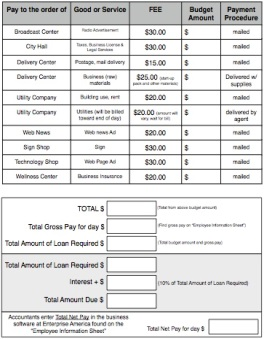 Pay to the order of | Good or Service | FEE | Budget Amount | Payment Procedure
Broadcast Center | Radio Advertisement | $30.00 | $ | mailed
City Hall | Taxes, Business License & Legal Services | $30.00 | $ | mailed
Delivery Center | Postage, mail delivery | $15.00 | $ | mailed
Delivery Center | Business (raw) materials | $25.00 (start-up paint and other materials) | $ | Delivered w/ supplies
Utility Company | Building use, rent | $20.00 | $ | mailed
Utility Company | Utilities (will be billed toward end of day) | $20.00 (amount will vary, wait for bill) | $ | delivered by agent
Web News | Web news Ad | $20.00 | $ | mailed
Sign Shop | Sign | $30.00 | $ | mailed
Technology Shop | Web Page Ad | $30.00 | $ | mailed
Wellness Center | Business Insurance | $20.00 | $ | mailed
TOTAL $ (Total from above budget amount)
Total Gross Pay for day $ (Find gross pay on "Employee Information Sheet")
Total Amount of Loan Required $ (Total budget amount and gross pay)
Total Amount of Loan Required $
Interest + $ (10% of Total Amount of Loan Required)
Total Amount Due $
Accountants enter Total Net Pay in the business
software at Enterprise America found on the
"Employee Information Sheet"
Total Net Pay for day $